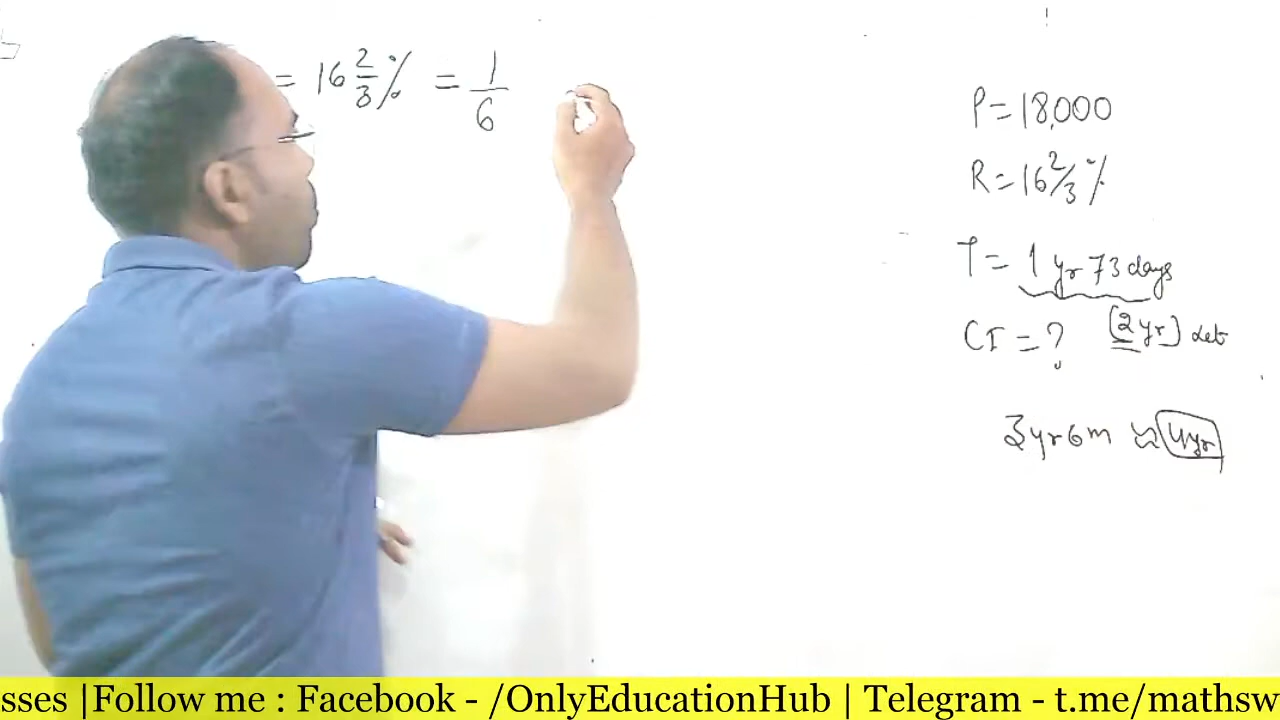 = 16 2/3 % = 1/6
P = 18,000
R = 16 2/3 %
T = 1 yr 73 days
CI = ? (2 yr) let
3 yr 6 m ≈ 4 yr
sses |Follow me : Facebook - /OnlyEducationHub | Telegram - t.me/mathsw